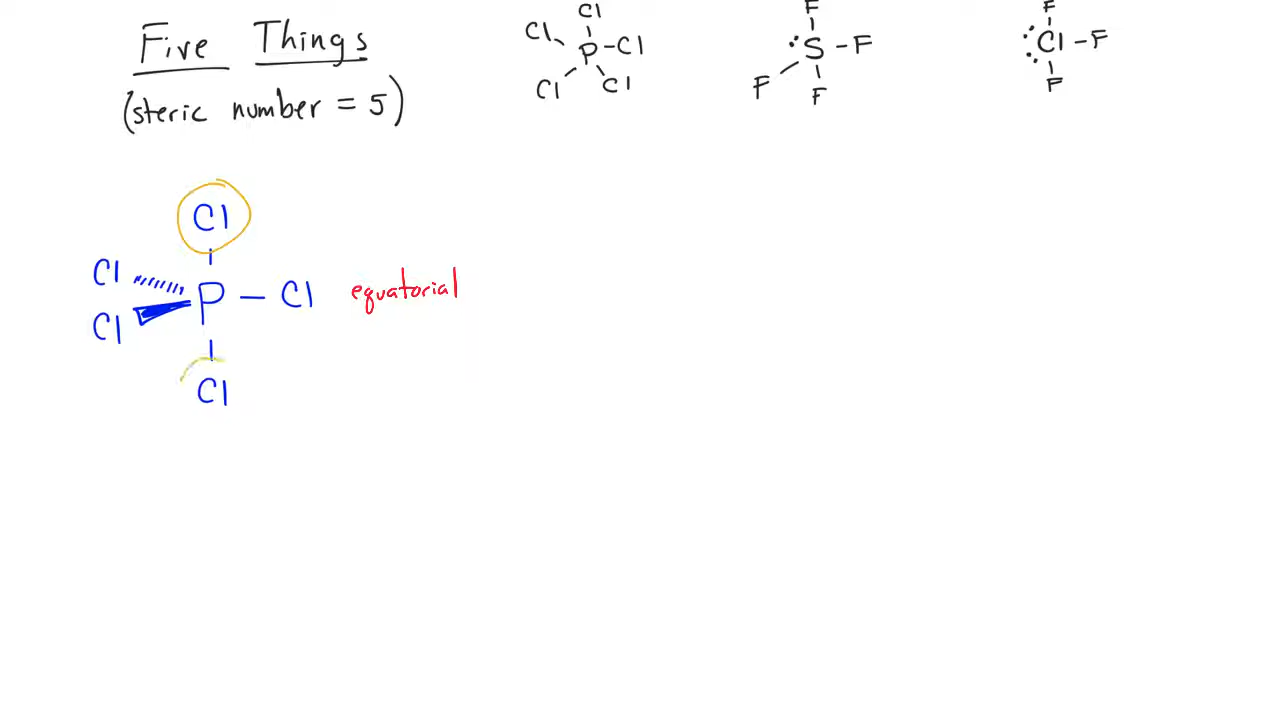 Five Things
(steric number = 5)
Cl
Cl P - Cl
Cl Cl
F
: S - F
F F
F
: : Cl - F
F
Cl
Cl
P - Cl equatorial
Cl
Cl